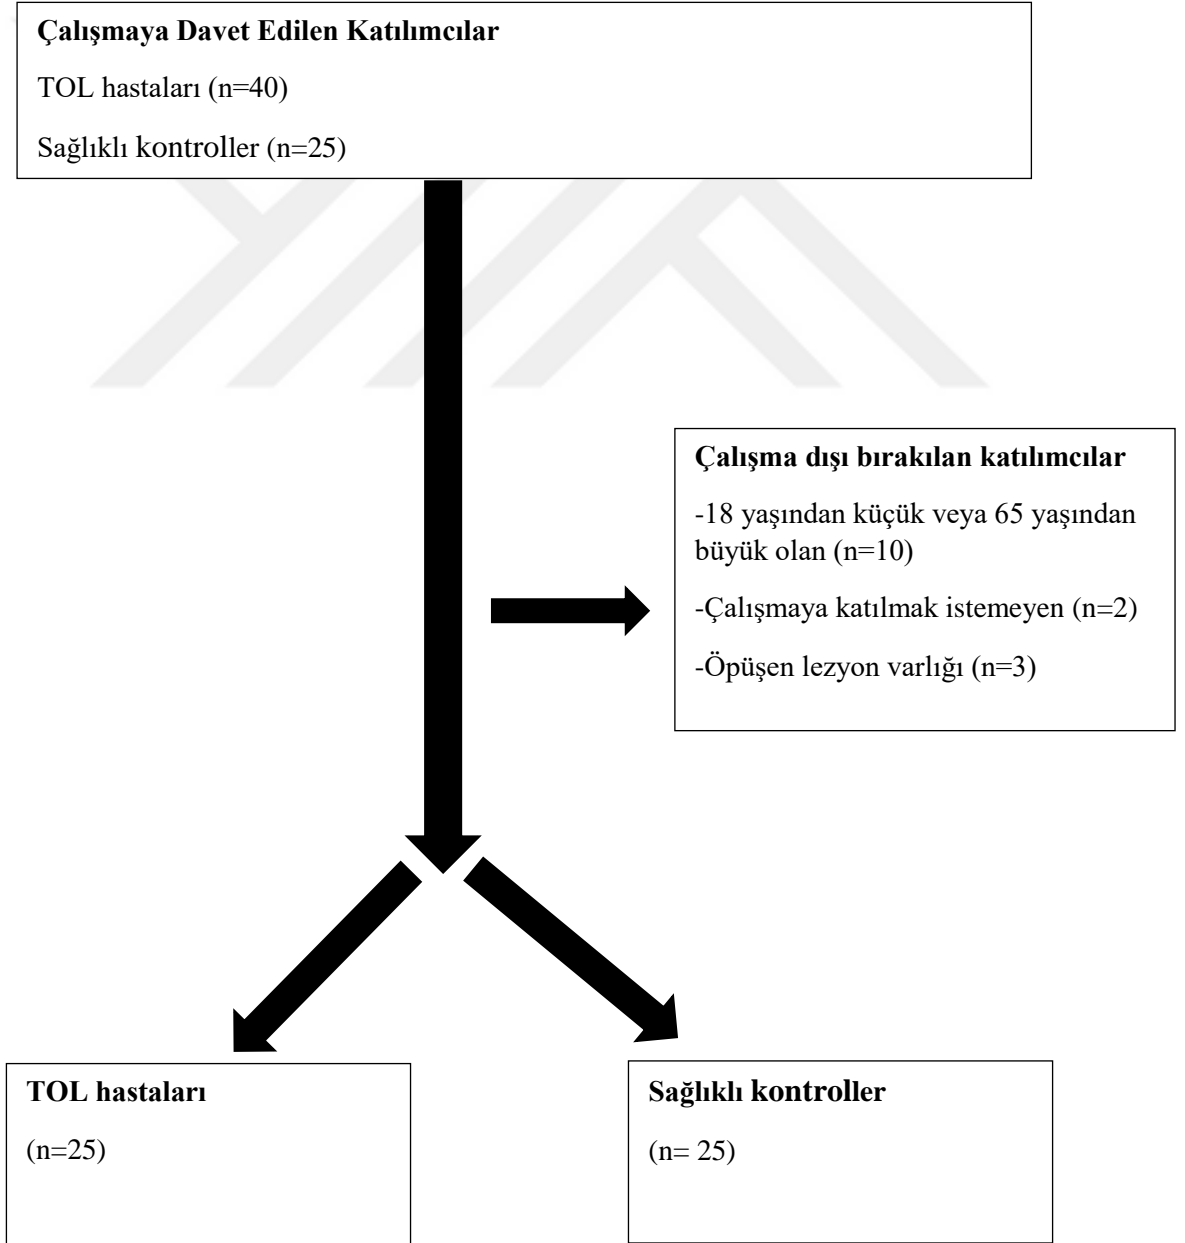 Çalışmaya Davet Edilen Katılımcılar
TOL hastaları (n=40)
Sağlıklı kontroller (n=25)
Çalışma dışı bırakılan katılımcılar
-18 yaşından küçük veya 65 yaşından
büyük olan (n=10)
-Çalışmaya katılmak istemeyen (n=2)
-Öpüşen lezyon varlığı (n=3)
TOL hastaları
(n=25)
Sağlıklı kontroller
(n= 25)